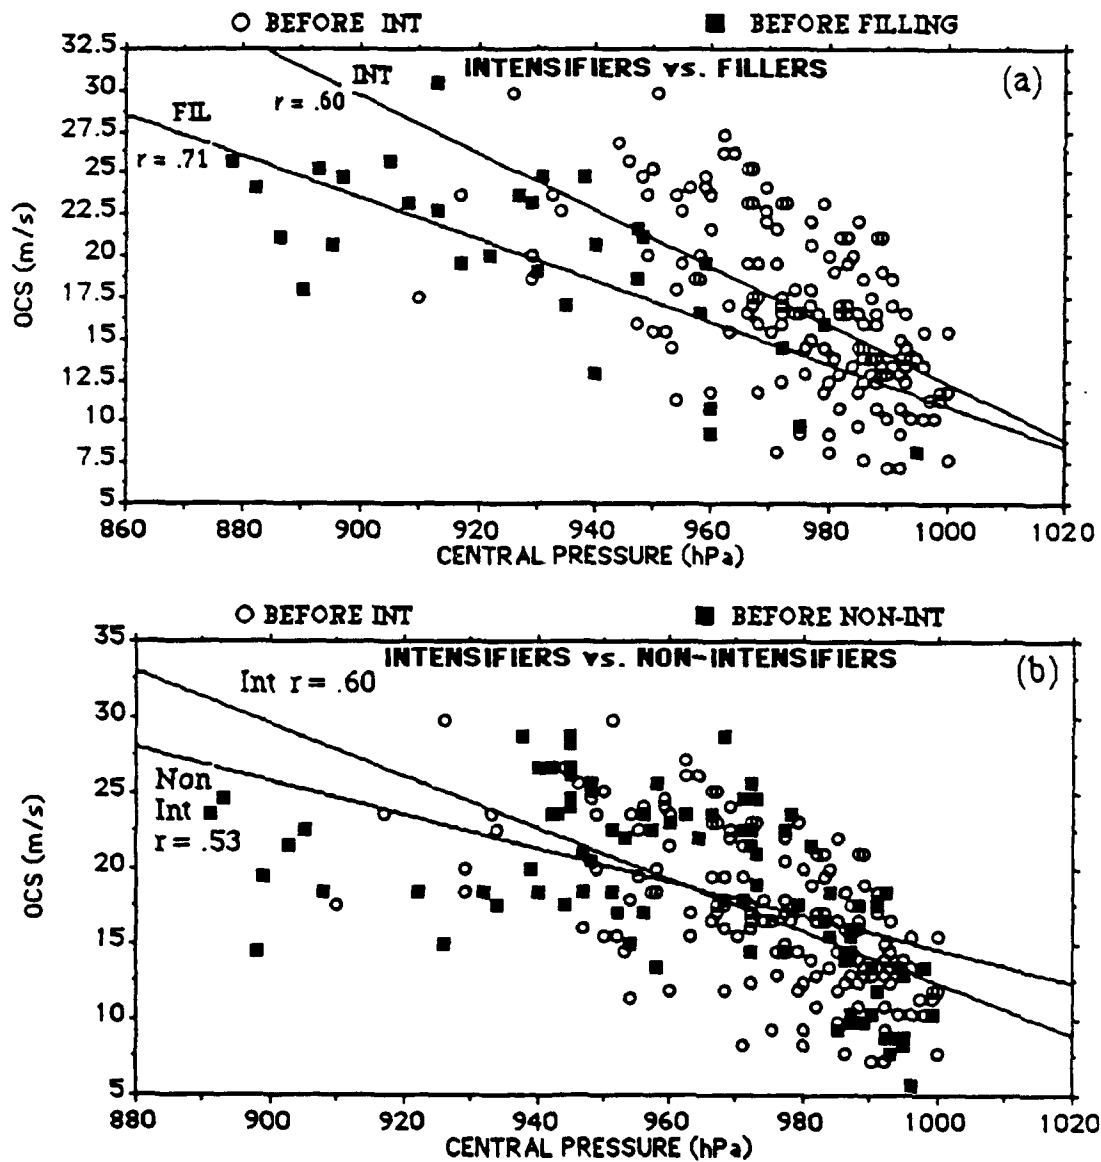 ○ BEFORE INT ■ BEFORE FILLING
INTENSIFIERS vs. FILLERS
(a)
INT
r = .60
FIL
r = .71
32.5
30
27.5
25
22.5
20
17.5
15
12.5
10
7.5
5
OCS (m/s)
860 880 900 920 940 960 980 1000 1020
CENTRAL PRESSURE (hPa)
○ BEFORE INT ■ BEFORE NON-INT
INTENSIFIERS vs. NON-INTENSIFIERS
(b)
Int r = .60
Non
Int
r = .53
35
30
25
20
15
10
5
OCS (m/s)
880 900 920 940 960 980 1000 1020
CENTRAL PRESSURE (hPa)